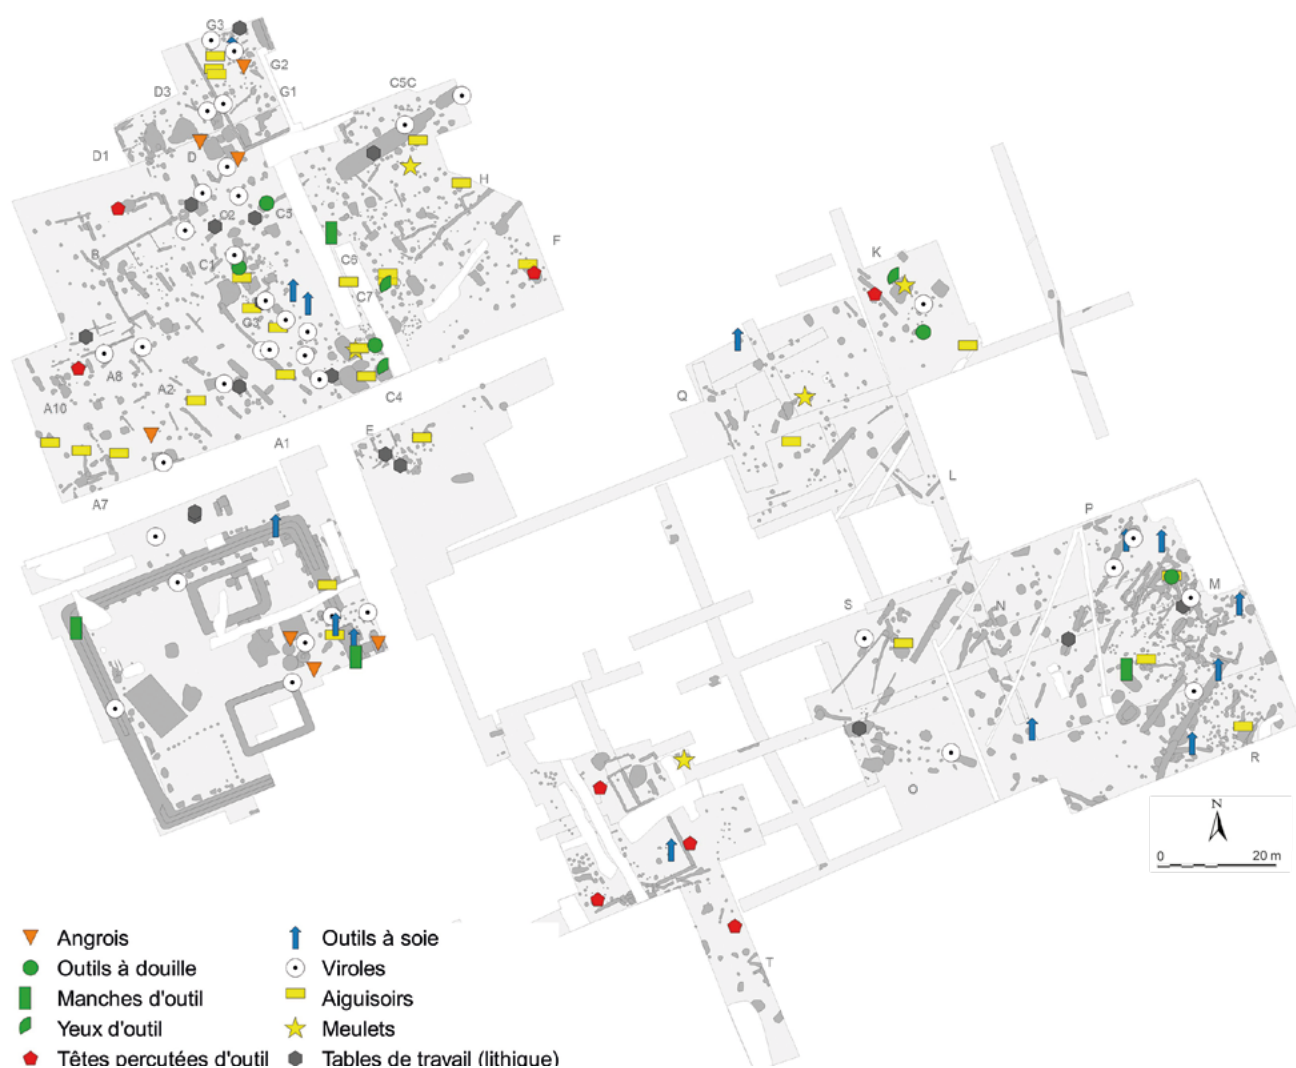 G3
G2
C5C
D3
G1
D1
D
H
O2
C5
F
B
C1
C6
K
C7
G3
A8
A2
Q
A10
C4
A1
E
L
A7
P
M
S
N
R
O
N
0
20 m
T
Angrois
Outils à soie
Outils à douille
Viroles
Manches d'outil
Aiguisoirs
Yeux d'outil
Meulets
Têtes percutées d'outil
Tables de travail (lithique)